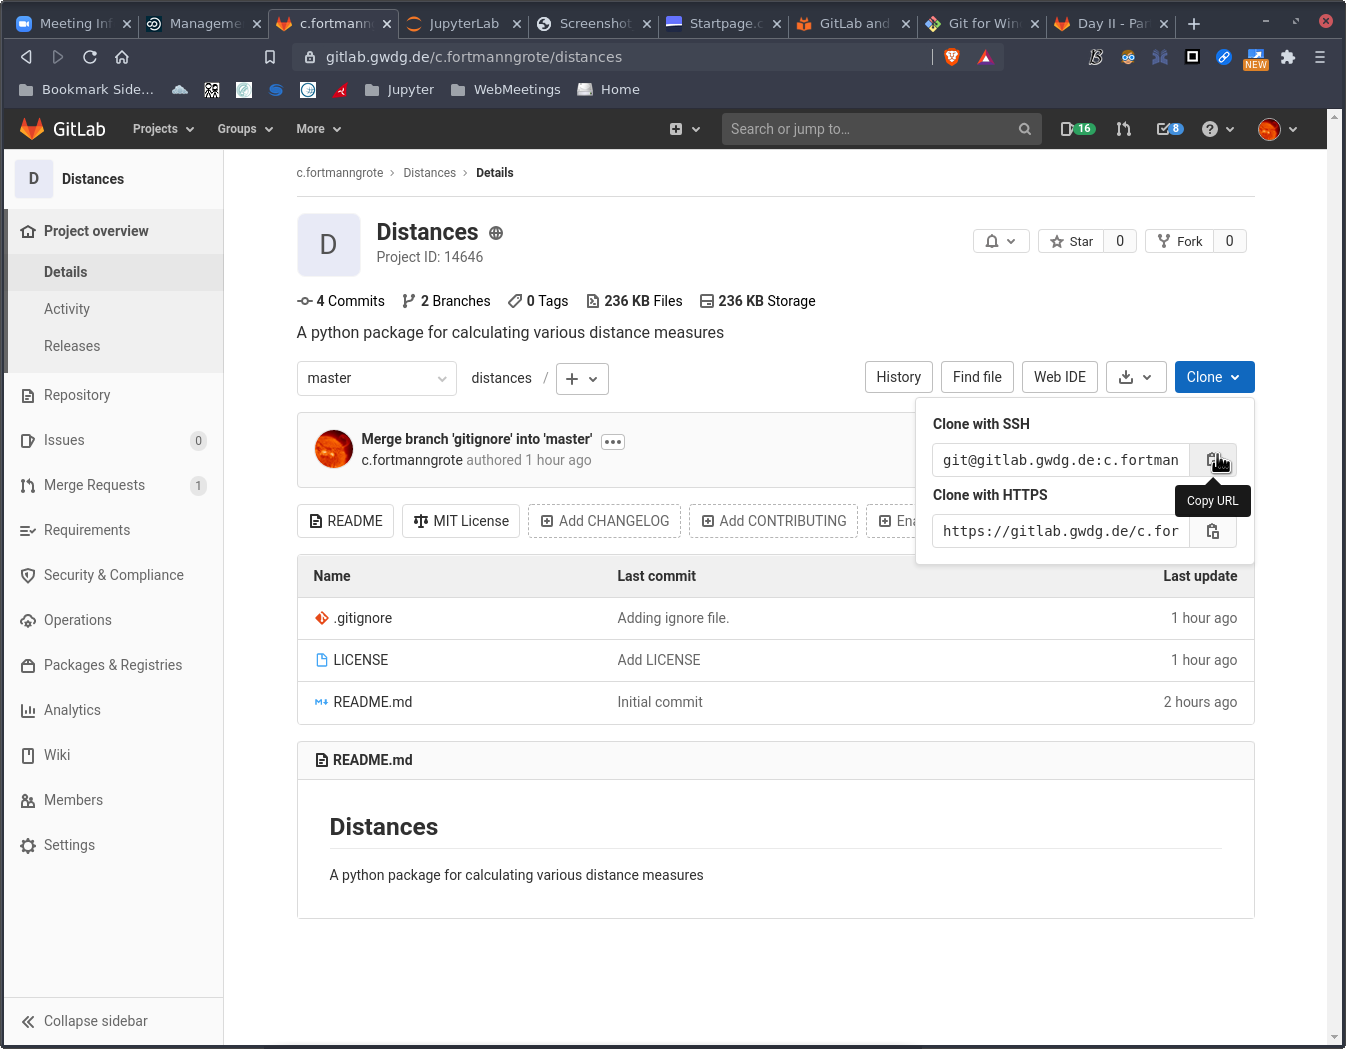 Meeting In
Manageme
c.fortmann
JupyterLab
Screenshot
Startpage.c
GitLab and
Git for Win
Day II - Par
gitlab.gwdg.de/c.fortmanngrote/distances
NEW
Bookmark Side...
Jupyter
WebMeetings
Home
GitLab
Projects
Groups
More
Search or jump to...
16
8
D
Distances
Project overview
Details
Activity
Releases
Repository
Issues
0
Merge Requests
1
Requirements
Security & Compliance
Operations
Packages & Registries
Analytics
Wiki
Members
Settings
Collapse sidebar
c.fortmanngrote > Distances > Details
D
Distances
Project ID: 14646
Star
0
Fork
0
4 Commits
2 Branches
0 Tags
236 KB Files
236 KB Storage
A python package for calculating various distance measures
master
distances /
History
Find file
Web IDE
Clone
Clone with SSH
git@gitlab.gwdg.de:c.fortman
Copy URL
Clone with HTTPS
https://gitlab.gwdg.de/c.for
Merge branch 'gitignore' into 'master'
c.fortmanngrote authored 1 hour ago
README
MIT License
Add CHANGELOG
Add CONTRIBUTING
Ena
Name
Last commit
Last update
.gitignore
Adding ignore file.
1 hour ago
LICENSE
Add LICENSE
1 hour ago
README.md
Initial commit
2 hours ago
README.md
Distances
A python package for calculating various distance measures